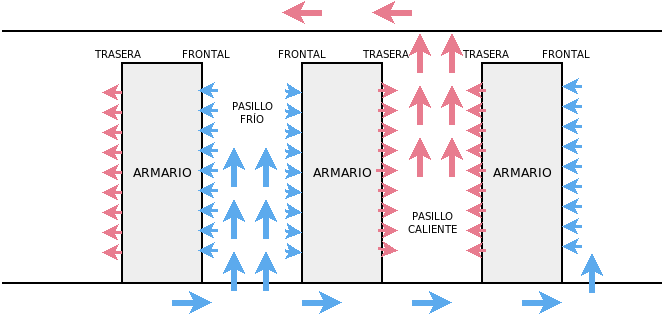 TRASERA
FRONTAL
FRONTAL
TRASERA
TRASERA
FRONTAL
PASILLO
FRÍO
ARMARIO
ARMARIO
ARMARIO
PASILLO
CALIENTE